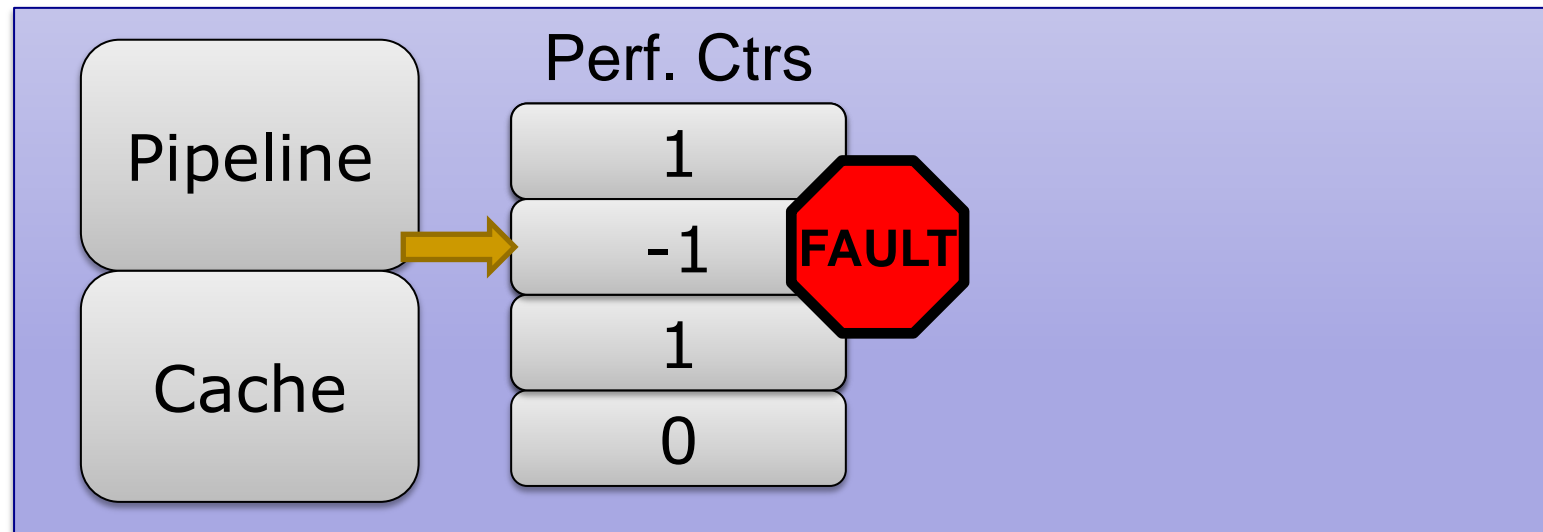 Perf. Ctrs
Pipeline
1
-1
FAULT
1
Cache
0